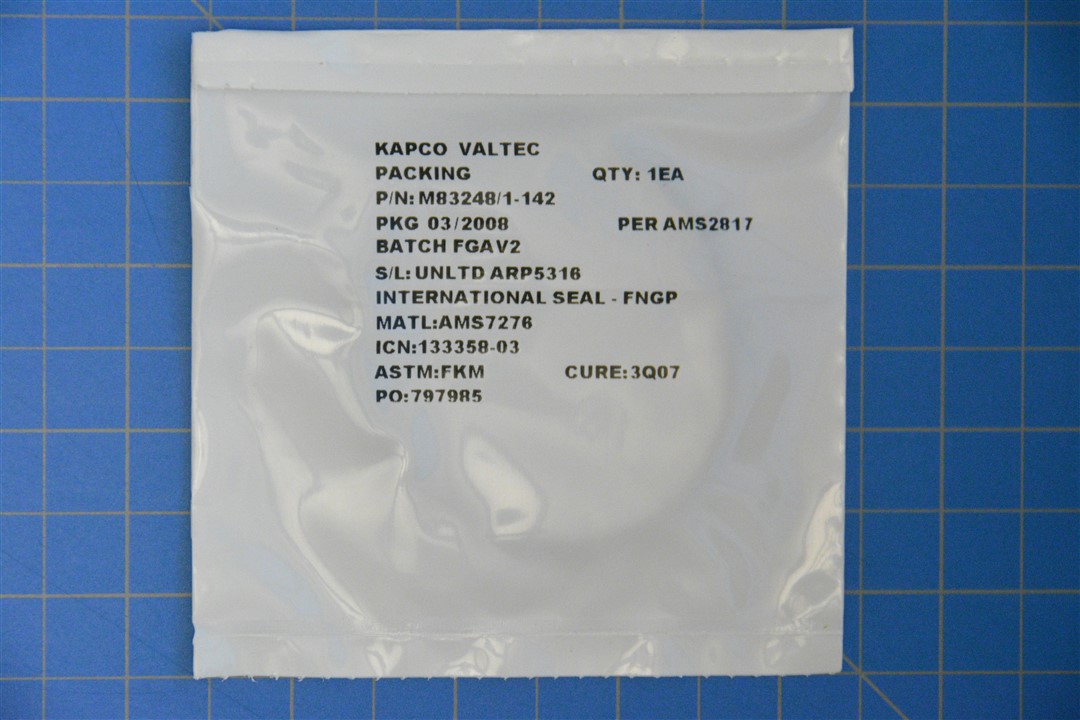 KAPCO VALTEC
PACKING QTY: 1EA
P/N: M83248/1-142
PKG 03/2008 PER AMS2817
BATCH FGAV2
S/L: UNLTD ARP5316
INTERNATIONAL SEAL - FNGP
MATL:AMS7276
ICN:133358-03
ASTM:FKM CURE:3Q07
PO:797985